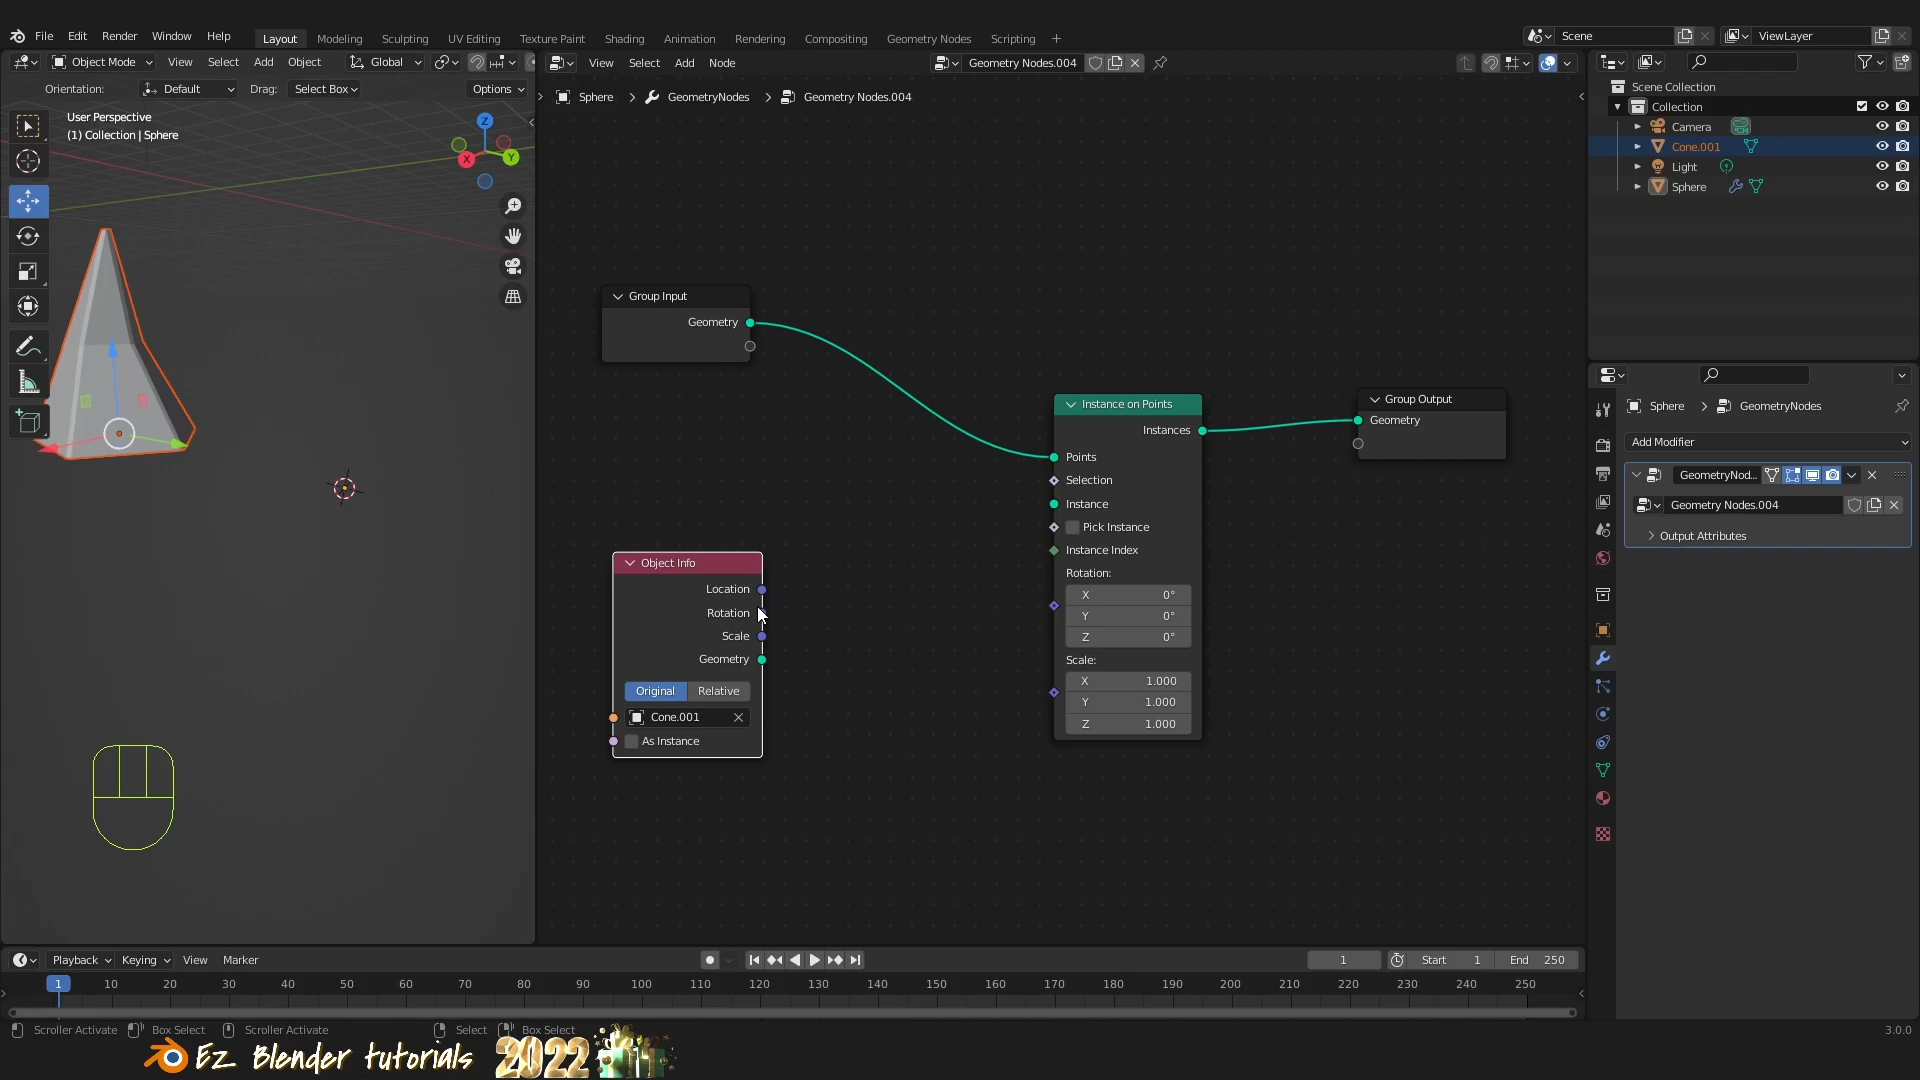 File Edit Render Window Help Layout Modeling Sculpting UV Editing Texture Paint Shading Animation Rendering Compositing Geometry Nodes Scripting + Scene ViewLayer
Object Mode View Select Add Object Global View Select Add Node Geometry Nodes.004
Orientation: Default Drag: Select Box Options
Sphere > GeometryNodes > Geometry Nodes.004
User Perspective
(1) Collection | Sphere
Z
X
Y
Group Input
Geometry
Instance on Points
Instances
Points
Selection
Instance
Pick Instance
Instance Index
Rotation:
X 0°
Y 0°
Z 0°
Scale:
X 1.000
Y 1.000
Z 1.000
Group Output
Geometry
Object Info
Location
Rotation
Scale
Geometry
Original Relative
Cone.001
As Instance
Scene Collection
Collection
Camera
Cone.001
Light
Sphere
Sphere > GeometryNodes
Add Modifier
GeometryNod...
Geometry Nodes.004
Output Attributes
Playback Keying View Marker 1 Start 1 End 250
1 10 20 30 40 50 60 70 80 90 100 110 120 130 140 150 160 170 180 190 200 210 220 230 240 250
Scroller Activate Box Select Scroller Activate Select Box Select 3.0.0
Ez Blender tutorials 2022